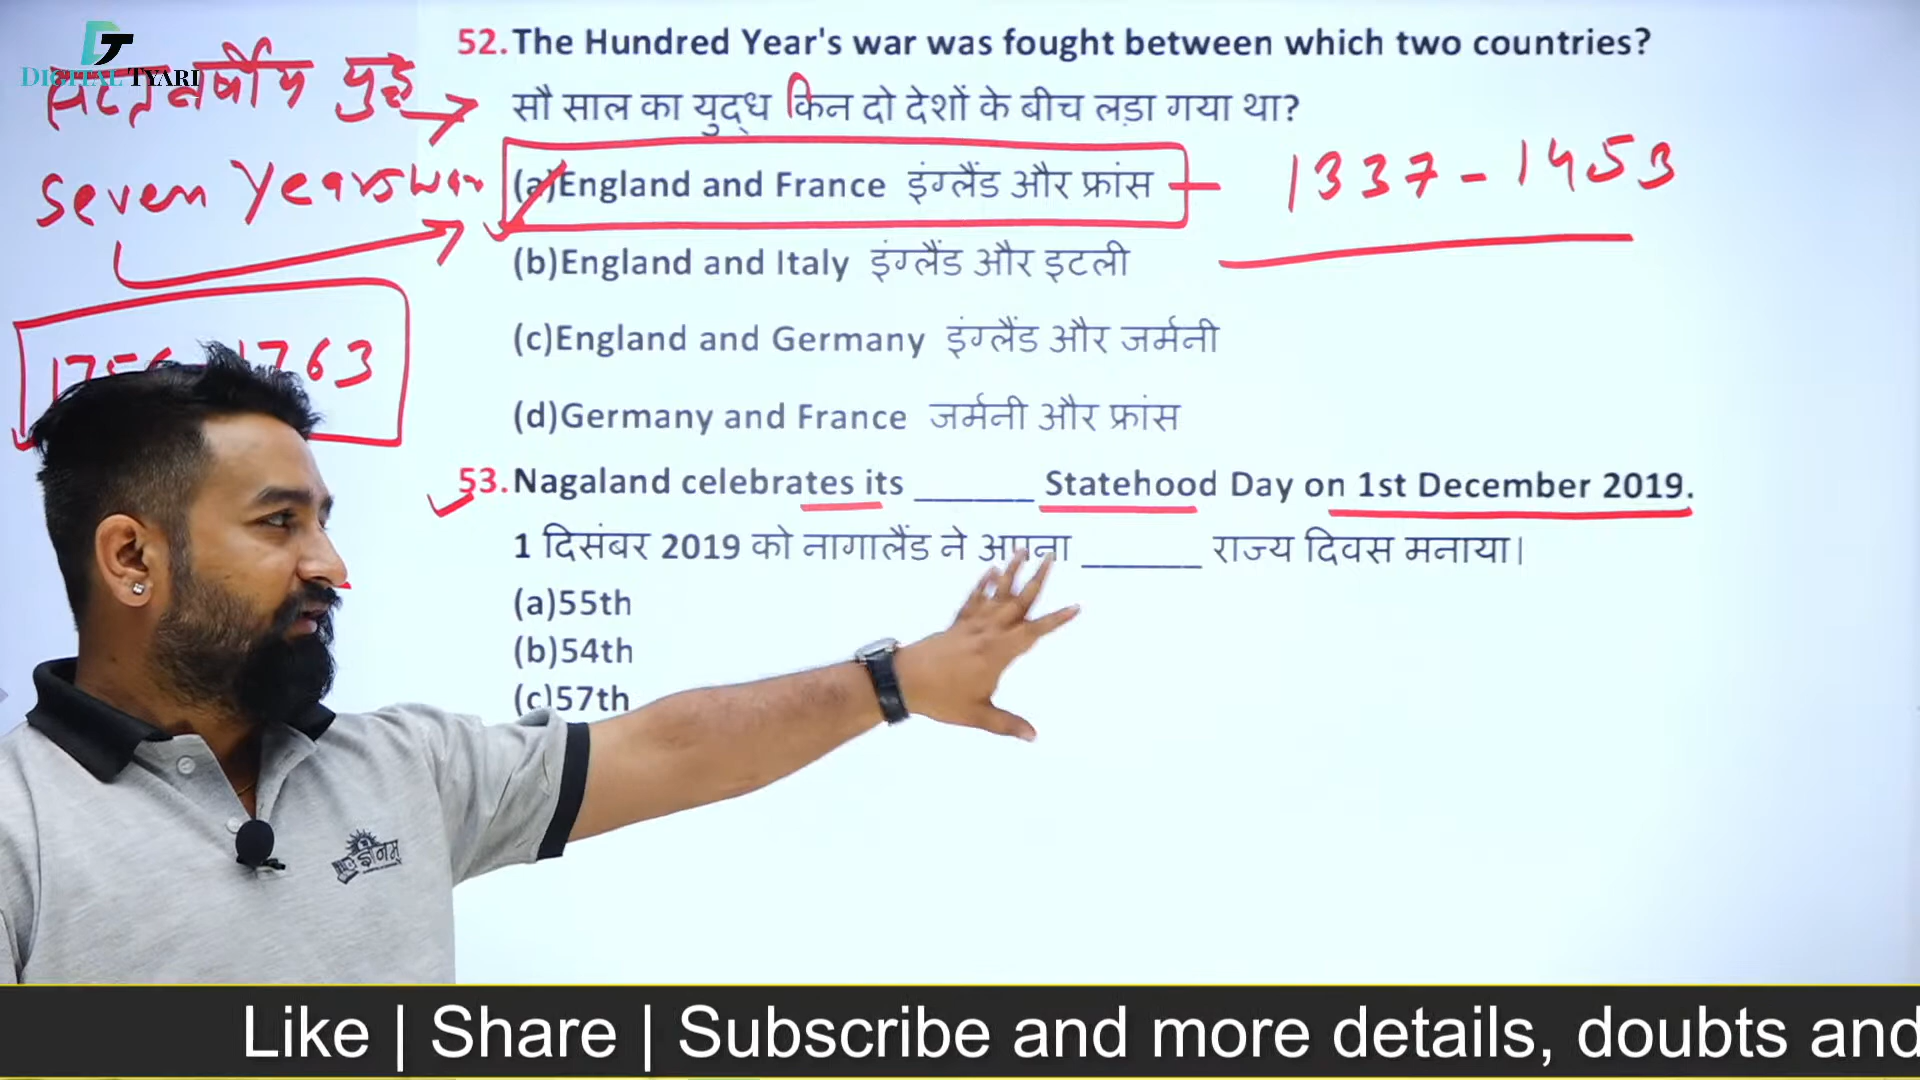 DIGITAL TYARI
52.The Hundred Year's war was fought between which two countries?
सौ साल का युद्ध किन दो देशों के बीच लड़ा गया था?
(a)England and France इंग्लैंड और फ्रांस
1337-1453
(b)England and Italy इंग्लैंड और इटली
(c)England and Germany इंग्लैंड और जर्मनी
(d)Germany and France जर्मनी और फ्रांस
युद्ध
Seven Years war
1763
53.Nagaland celebrates its ______ Statehood Day on 1st December 2019.
1 दिसंबर 2019 को नागालैंड ने अपना ______ राज्य दिवस मनाया|
(a)55th
(b)54th
(c)57th
Like | Share | Subscribe and more details, doubts and